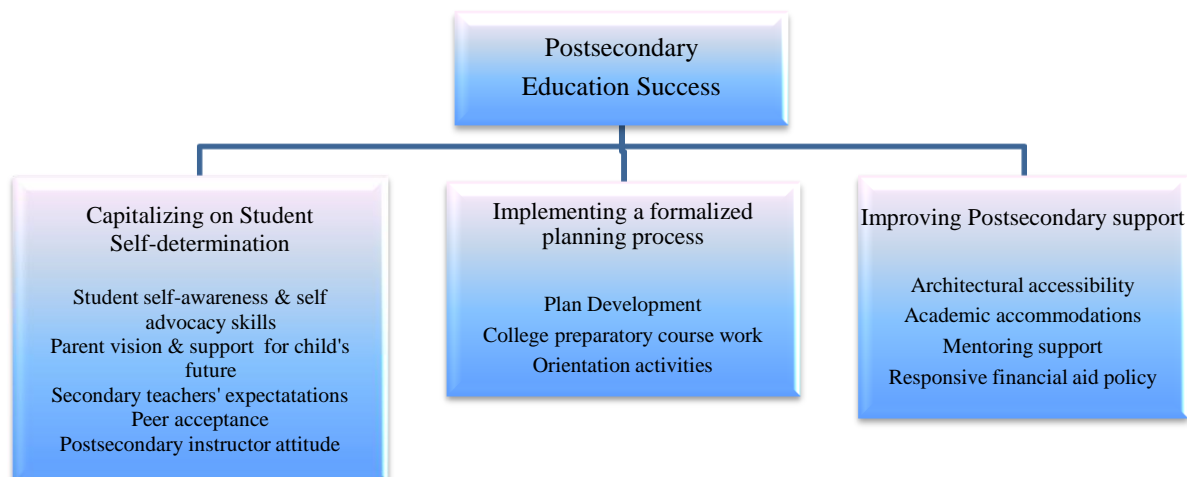 Postsecondary
Education Success
Capitalizing on Student
Self-determination
Student self-awareness & self
advocacy skills
Parent vision & support for child's
future
Secondary teachers' expectatations
Peer acceptance
Postsecondary instructor attitude
Implementing a formalized
planning process
Plan Development
College preparatory course work
Orientation activities
Improving Postsecondary support
Architectural accessibility
Academic accommodations
Mentoring support
Responsive financial aid policy